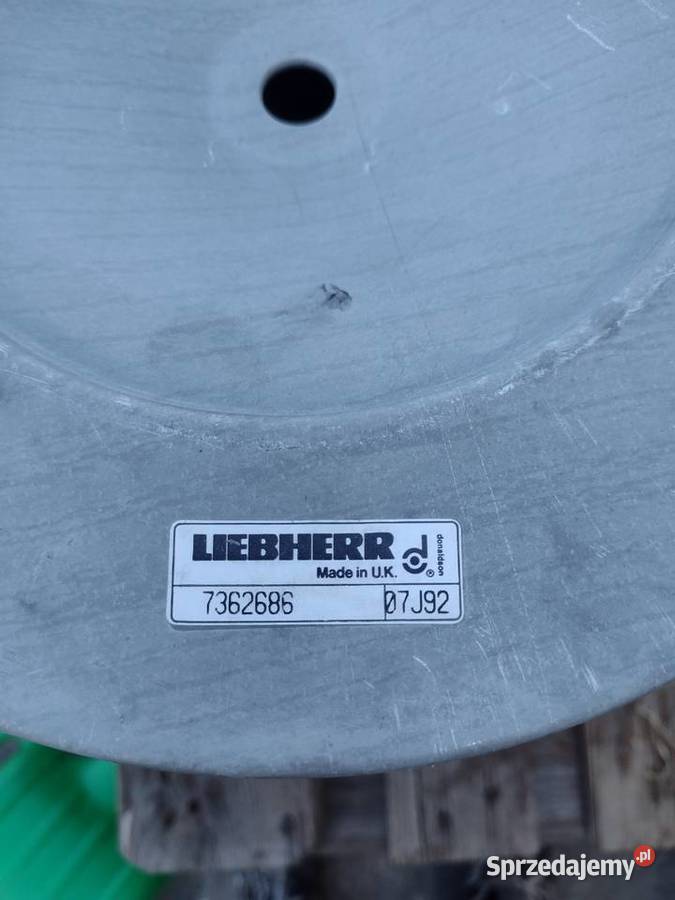 LIEBHERR
donaldson
Made in U.K. ®
7362686 07J92
Sprzedajemy.pl